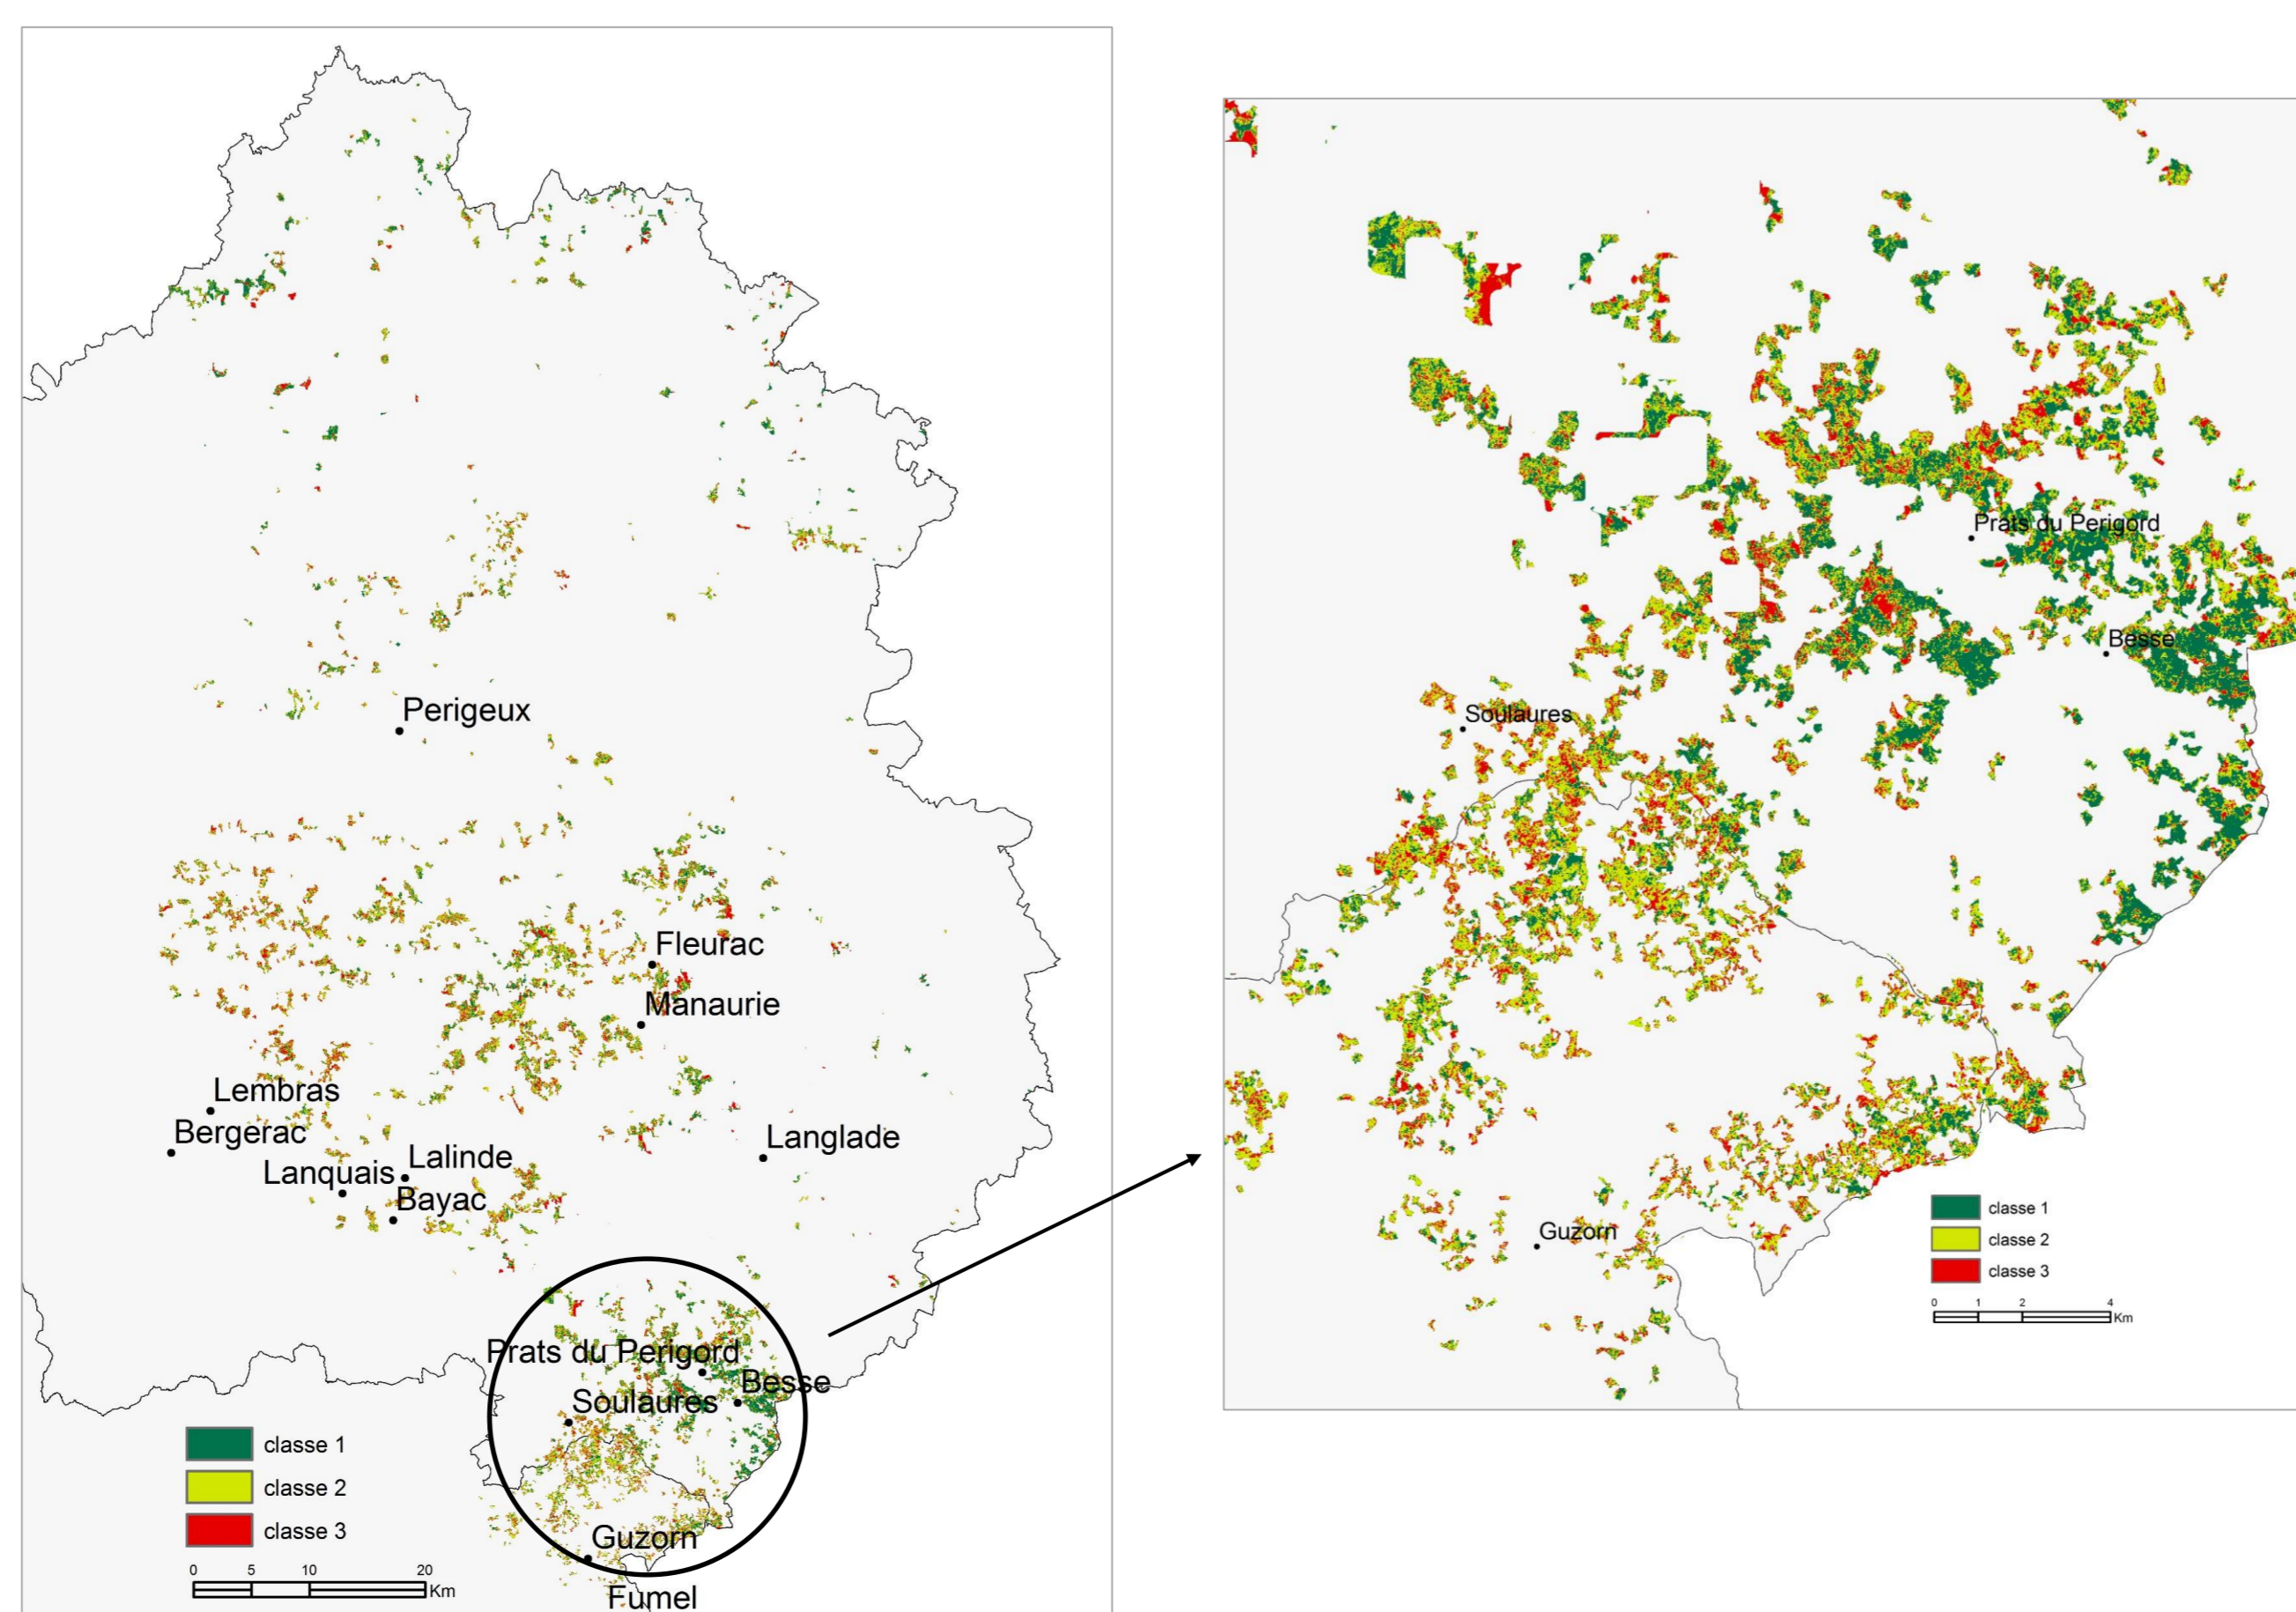 Perigeux
Fleurac
Manaurie
Lembras
Bergerac
Langlade
Lalinde
Lanquais
Bayac
Prats du Perigord
Besse
Soulaures
Guzorn
Fumel
classe 1
classe 2
classe 3
0 5 10 20
Km
Prats du Perigord
Besse
Soulaures
Guzorn
classe 1
classe 2
classe 3
0 1 2 4
Km